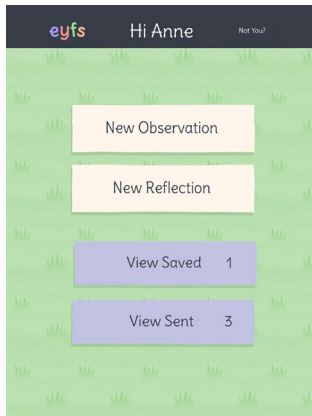 eyfs Hi Anne Not You?
New Observation
New Reflection
View Saved 1
View Sent 3